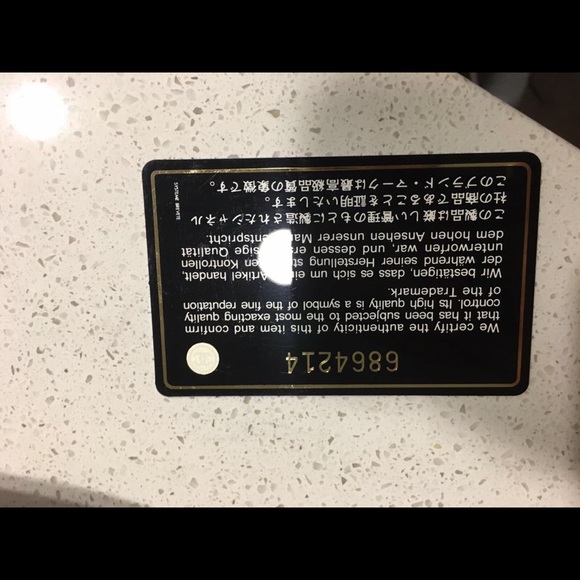 6864214
We certify the authenticity of this item and confirm
that it has been subjected to the most exacting quality
control. Its high quality is a symbol of the fine reputation
of the Trademark.
Wir bestätigen, dass es sich um Artikel handelt,
der während seiner Herstellung Kontrollen
unterworfen war, und dessen Qualität
dem hohen Ansehen unserer entspricht.
この製品は厳しい管理のもとに製造されたシャネル
社の商品であることを証明いたします。
このブランド・マークは最高級品質の象徴です。